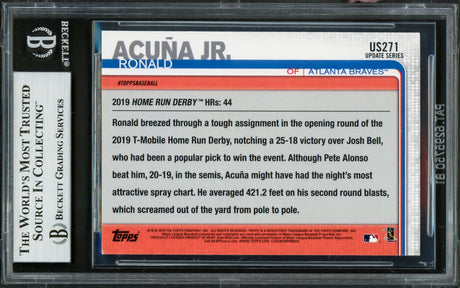 BECKETT
THE WORLD'S MOST TRUSTED
SOURCE IN COLLECTING™
BECKETT GRADING SERVICES
ACUÑA JR.
RONALD
US271
UPDATE SERIES
OF | ATLANTA BRAVES™
#TOPPSBASEBALL
2019 HOME RUN DERBY™ HRs: 44
Ronald breezed through a tough assignment in the opening round of the
2019 T-Mobile Home Run Derby, notching a 25-18 victory over Josh Bell,
who had been a popular pick to win the event. Although Pete Alonso
beat him, 20-19, in the semis, Acuña might have had the night's most
attractive spray chart. He averaged 421.2 feet on his second round blasts,
which screamed out of the yard from pole to pole.
TOPPS